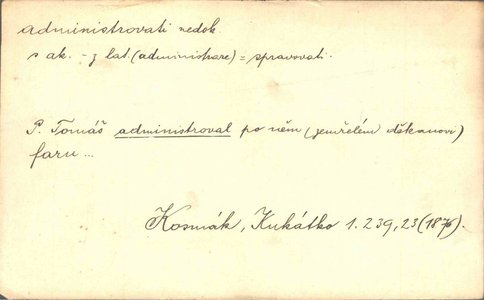 administrovati nedok
s ak. - z lat. (administrare) = spravovati.
P. Tomáš administroval po něm (zemřelém děkanovi)
faru...
Kosmák, Kukátko 1. 239, 23 (1876).